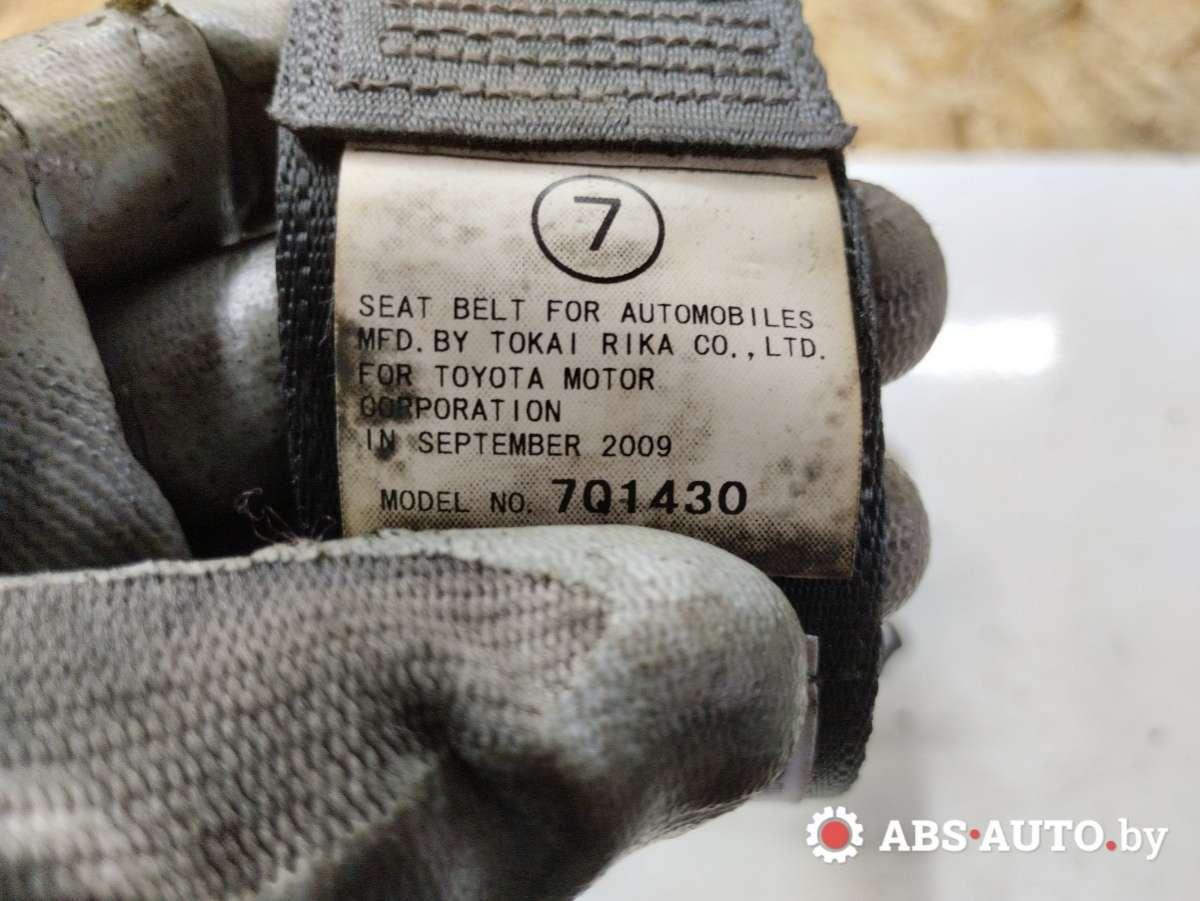 7
SEAT BELT FOR AUTOMOBILES
MFD. BY TOKAI RIKA CO., LTD.
FOR TOYOTA MOTOR
CORPORATION
IN SEPTEMBER 2009
MODEL NO. 7Q1430
ABS·AUTO.by